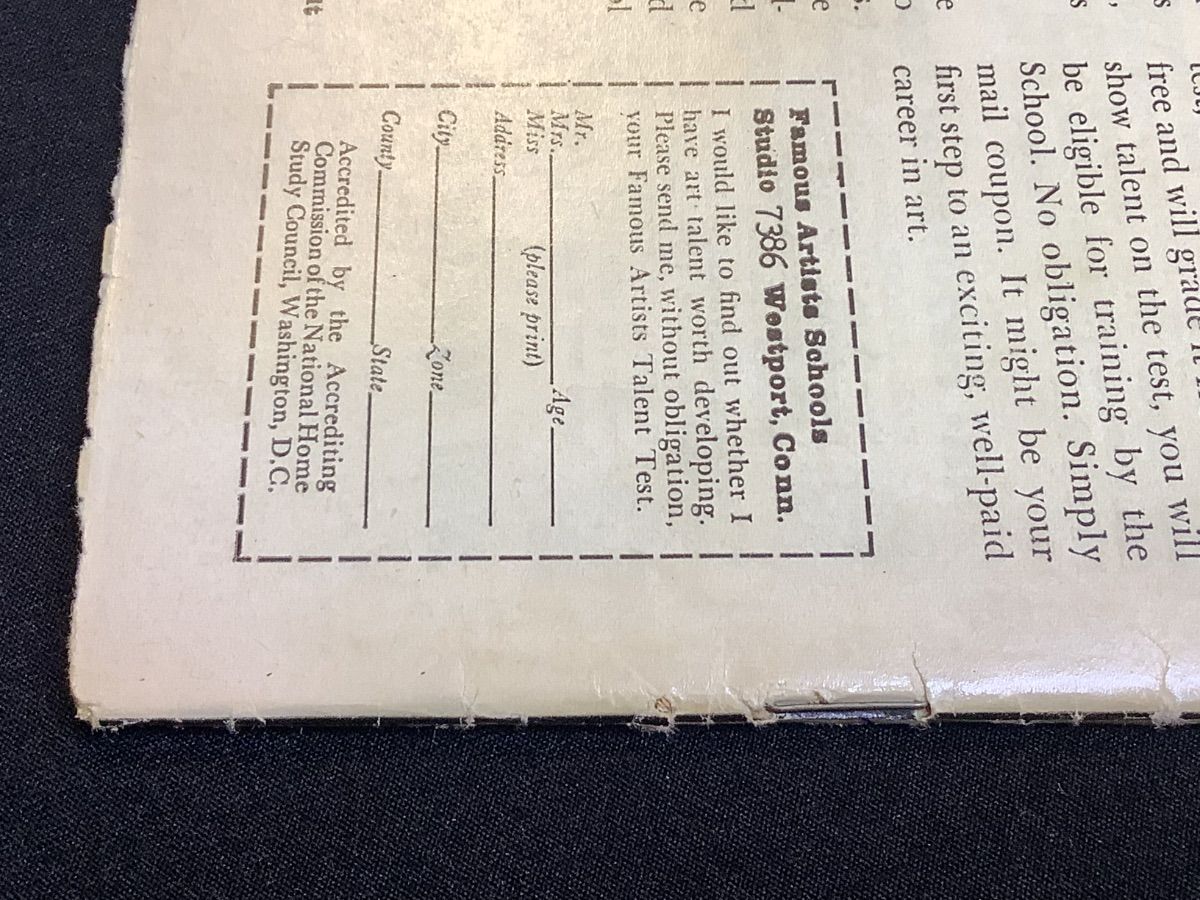 free and will grade
show talent on the test, you will
be eligible for training by the
School. No obligation. Simply
mail coupon. It might be your
first step to an exciting, well-paid
career in art.
Famous Artists Schools
Studio 7386 Westport, Conn.
I would like to find out whether I
have art talent worth developing.
Please send me, without obligation,
your Famous Artists Talent Test.
Mr.
Mrs. Age
Miss (please print)
Address
City Zone
County State
Accredited by the Accrediting
Commission of the National Home
Study Council, Washington, D.C.